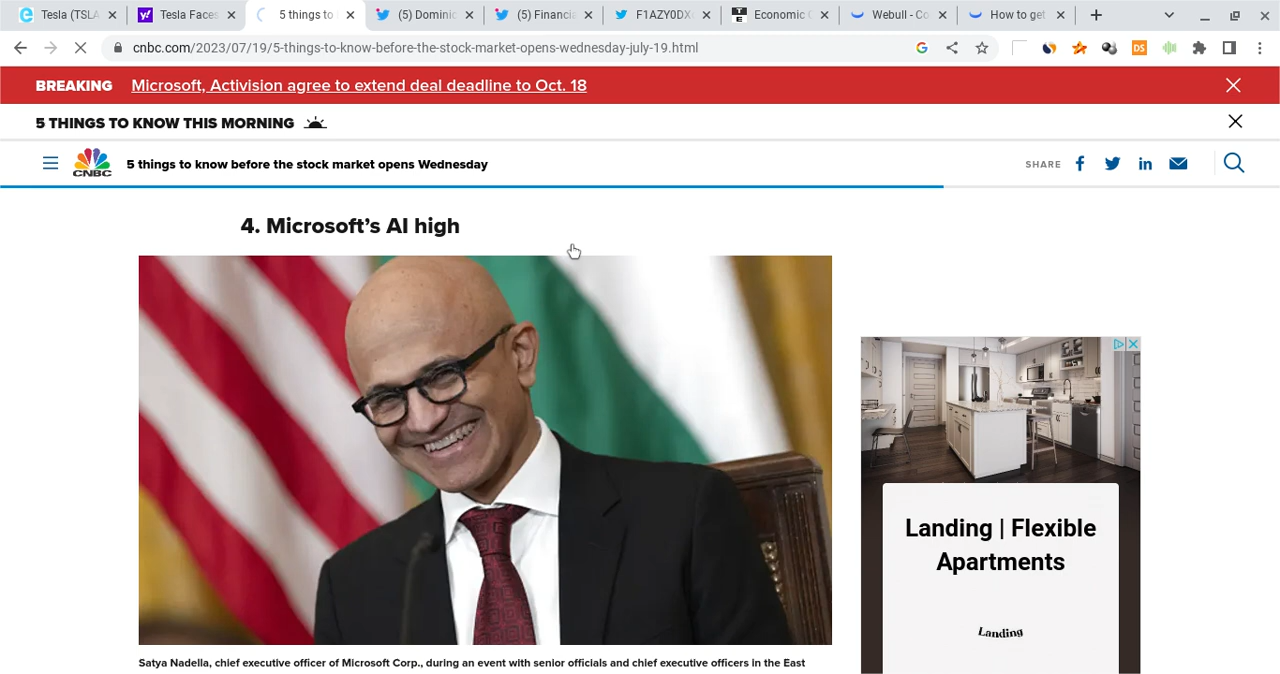 Tesla (TSLA
Tesla Faces
5 things to
(5) Dominic
(5) Financia
F1AZY0DX
Economic C
Webull - Co
How to get
cnbc.com/2023/07/19/5-things-to-know-before-the-stock-market-opens-wednesday-july-19.html
BREAKING Microsoft, Activision agree to extend deal deadline to Oct. 18
5 THINGS TO KNOW THIS MORNING
CNBC 5 things to know before the stock market opens Wednesday SHARE
4. Microsoft’s AI high
Satya Nadella, chief executive officer of Microsoft Corp., during an event with senior officials and chief executive officers in the East
Landing | Flexible
Apartments
Landing